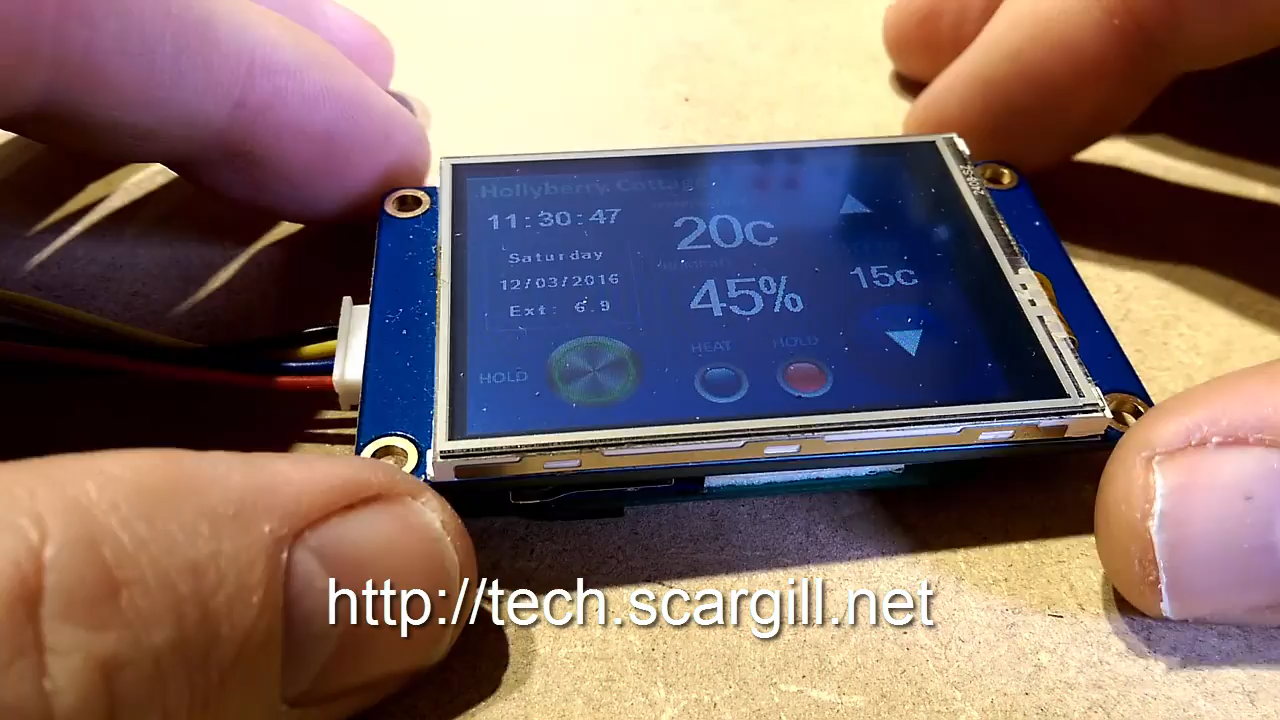 Hollyberry Cottage
11:30:47
20c
Saturday
12/03/2016
Ext: 6.9
45%
15c
HOLD
HEAT
HOLD
http://tech.scargill.net